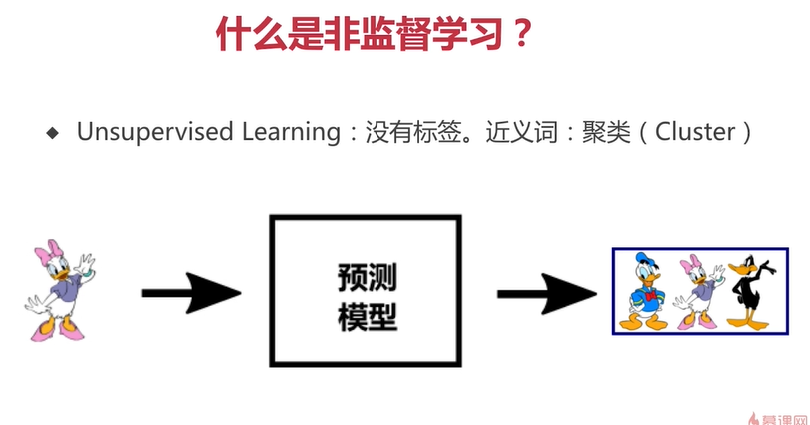 什么是非监督学习？
Unsupervised Learning：没有标签。近义词：聚类（Cluster）
预测
模型
慕课网